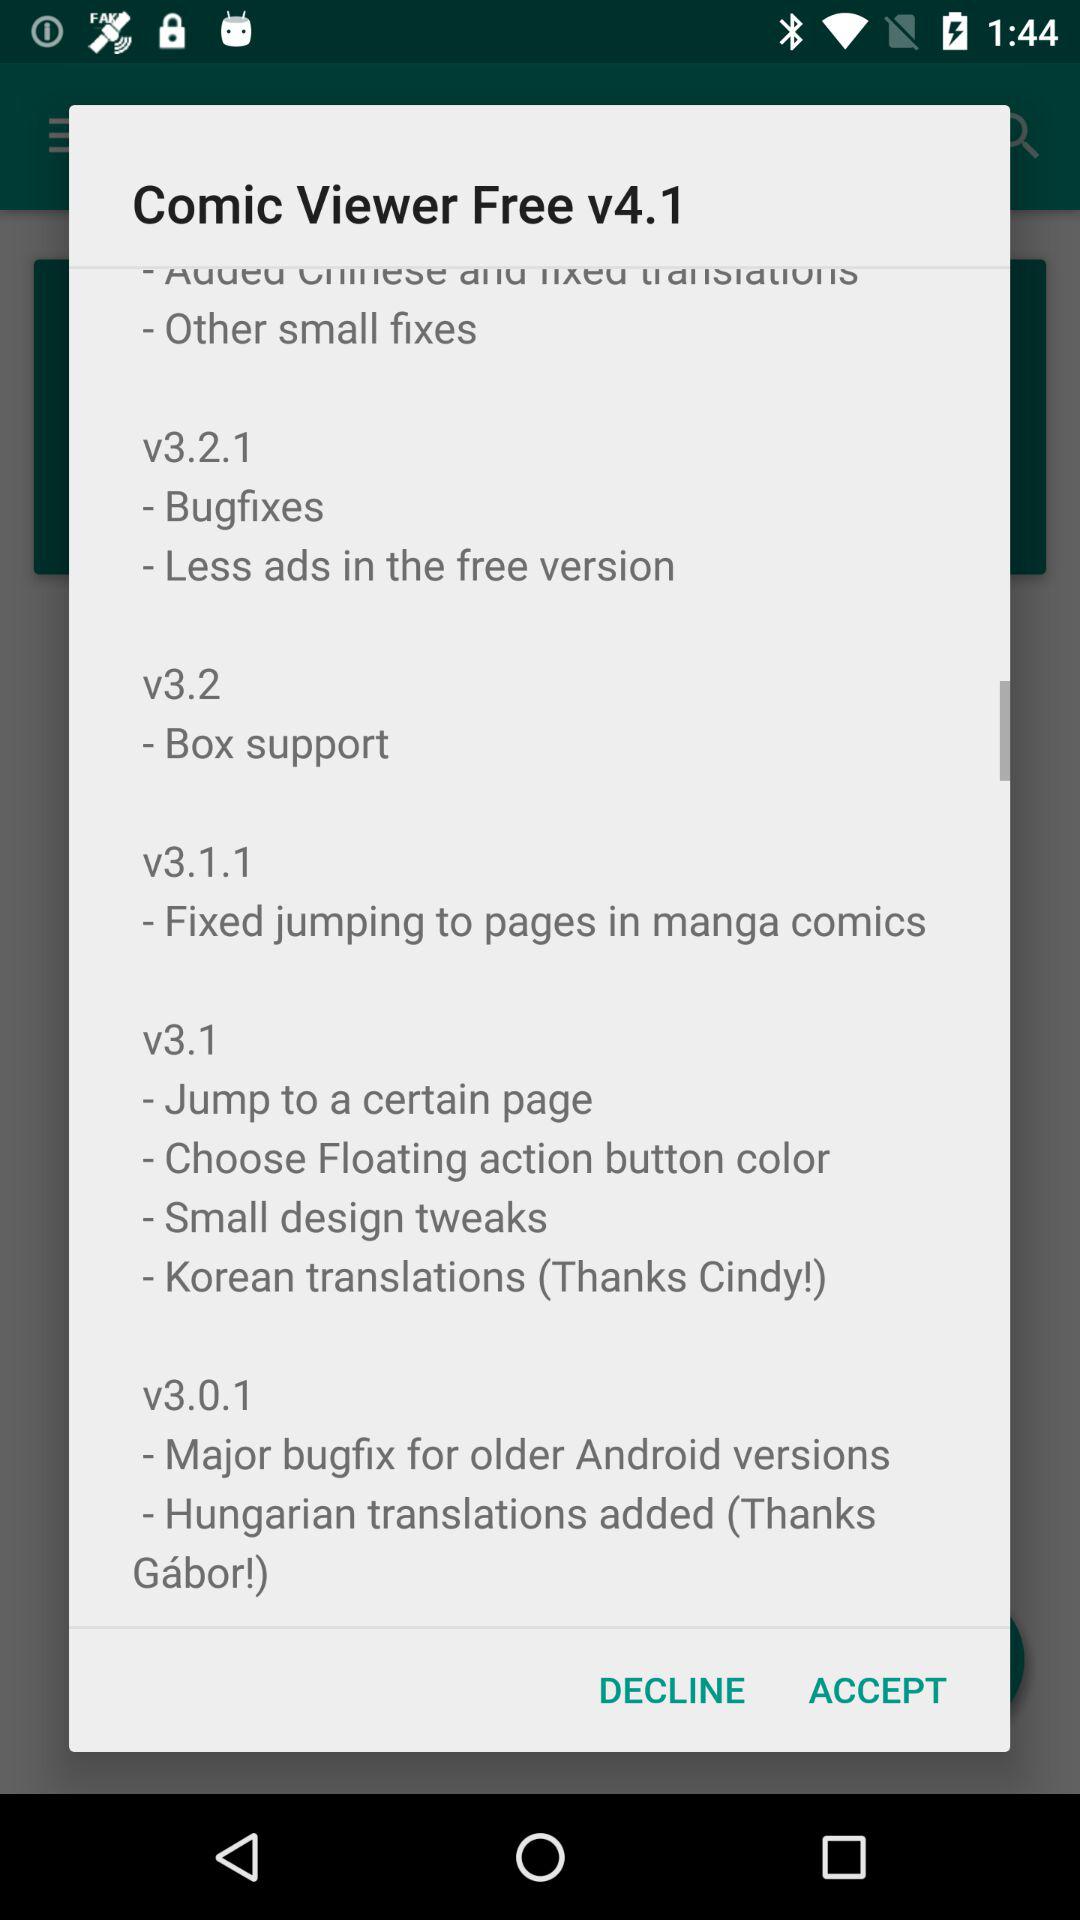 FAKE
1:44
Comic Viewer Free v4.1
- Added Chinese and fixed translations
- Other small fixes
v3.2.1
- Bugfixes
- Less ads in the free version
v3.2
- Box support
v3.1.1
- Fixed jumping to pages in manga comics
v3.1
- Jump to a certain page
- Choose Floating action button color
- Small design tweaks
- Korean translations (Thanks Cindy!)
v3.0.1
- Major bugfix for older Android versions
- Hungarian translations added (Thanks
Gábor!)
DECLINE ACCEPT